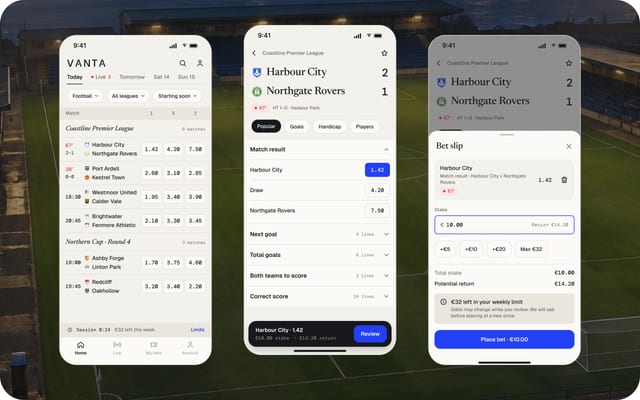 9:41
VANTA
Today
Live 3
Tomorrow
Sat 14
Sun 15
Football
All leagues
Starting soon
Match
1
X
2
Coastline Premier League
6 matches
67'
2-1
Harbour City
Northgate Rovers
1.42
4.20
7.50
38'
0-0
Port Ardell
Kestrel Town
2.60
3.10
2.85
18:30
Westmoor United
Calder Vale
1.95
3.40
3.90
20:45
Brightwater
Fenmore Athletic
2.10
3.30
3.45
Northern Cup · Round 4
3 matches
19:00
Ashby Forge
Linton Park
1.70
3.75
4.60
19:45
Redcliff
Oakhollow
3.20
3.40
2.20
Session 0:24
€32 left this week
Limits
Home
Live
My bets
Account
9:41
Coastline Premier League
Harbour City
2
Northgate Rovers
1
67'
HT 1–0 · Harbour Park
Popular
Goals
Handicap
Players
Match result
Harbour City
1.42
Draw
4.20
Northgate Rovers
7.50
Next goal
4 lines
Total goals
Both teams to score
2 lines
Correct score
24 lines
Harbour City · 1.42
€10.00 stake · €14.20 return
Review
9:41
Coastline Premier League
Harbour City
2
Northgate Rovers
1
67'
HT 1–0 · Harbour Park
Bet slip
Harbour City
Match result · Harbour City v Northgate
Rovers
67'
1.42
Stake
€ 10.00
Return €14.20
+€5
+€10
+€20
Max €32
Total stake
€10.00
Potential return
€14.20
€32 left in your weekly limit
Odds may change while you review. We will ask
before placing at a new price.
Place bet · €10.00